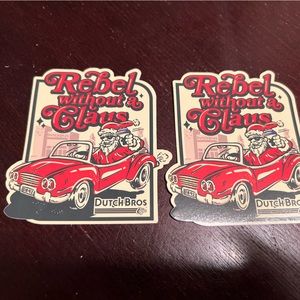 Rebel
without a
Claus
DUTCH BROS
Rebel
without a
Claus
DUTCH BROS